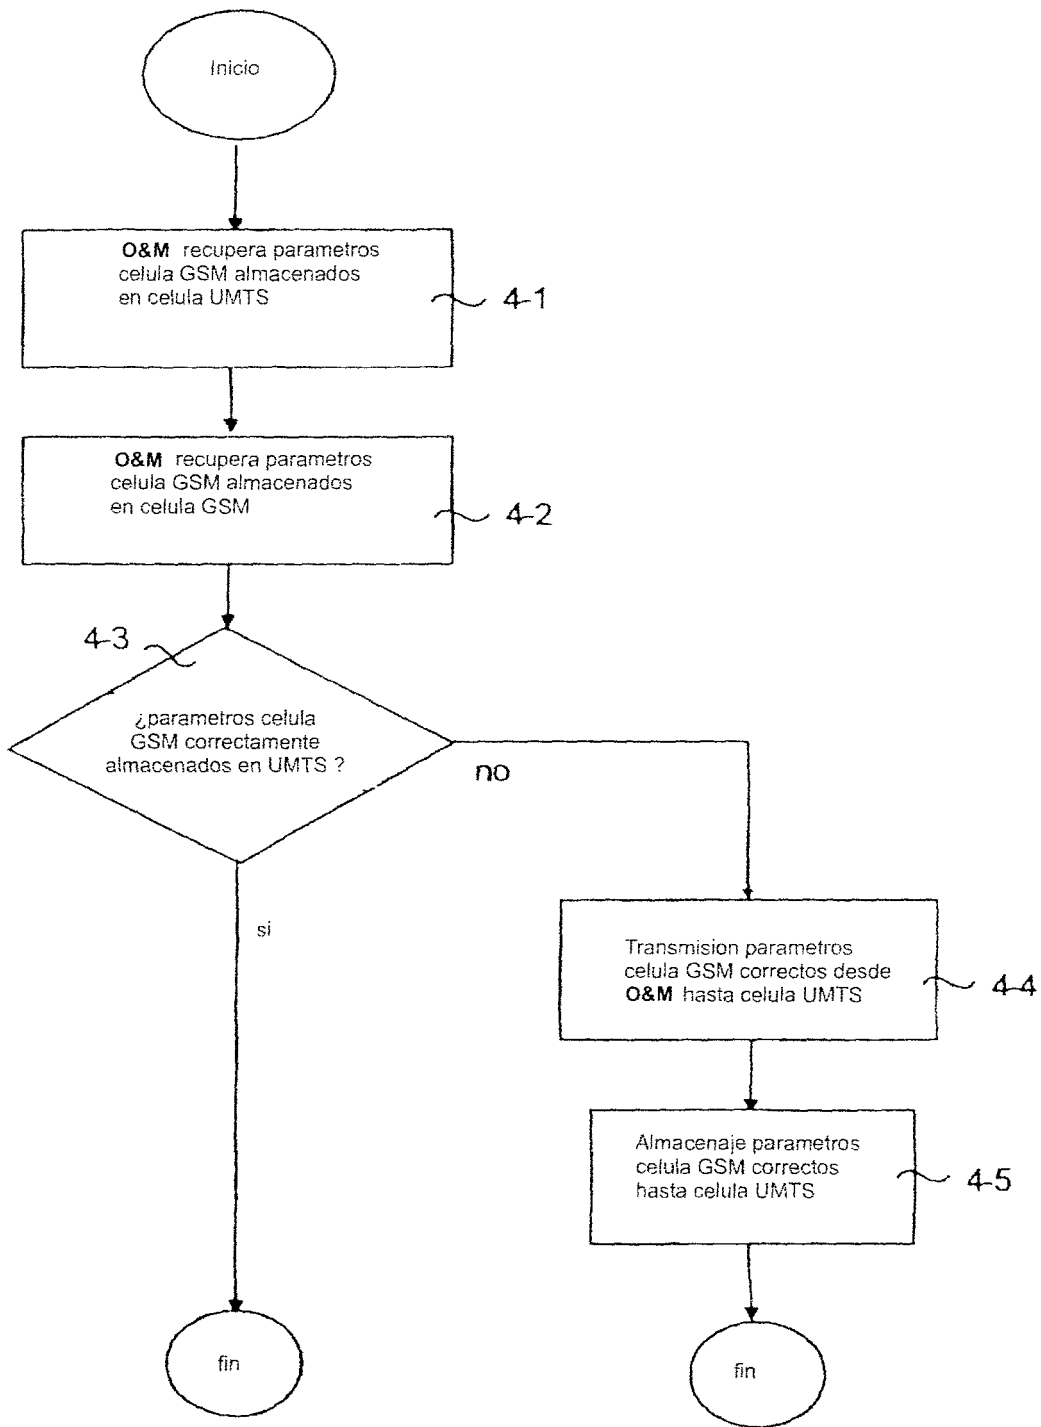 Inicio
O&M recupera parametros
celula GSM almacenados
en celula UMTS
4-1
O&M recupera parametros
celula GSM almacenados
en celula GSM
4-2
4-3
¿parametros celula
GSM correctamente
almacenados en UMTS ?
no
si
Transmision parametros
celula GSM correctos desde
O&M hasta celula UMTS
4-4
Almacenaje parametros
celula GSM correctos
hasta celula UMTS
4-5
fin
fin